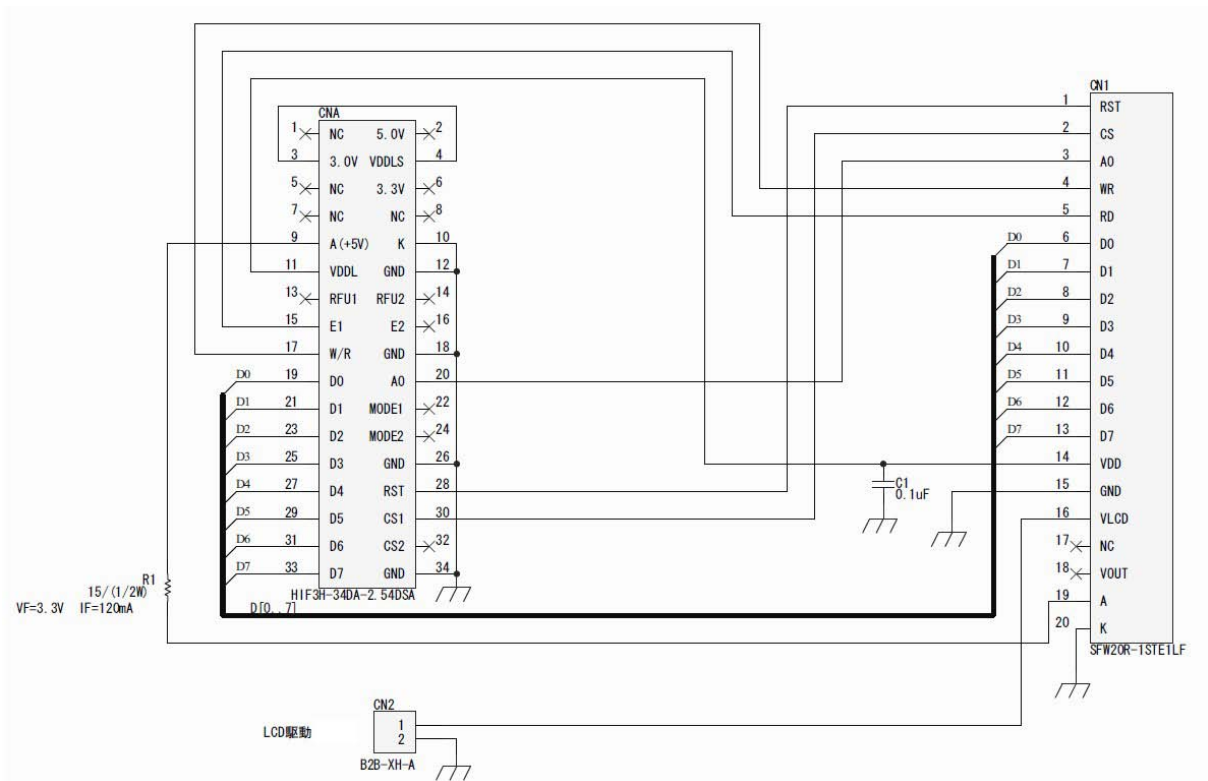 CNA
1 NC 5.0V 2
3 3.0V VDDLS 4
5 NC 3.3V 6
7 NC NC 8
9 A(+5V) K 10
11 VDDL GND 12
13 RFU1 RFU2 14
15 E1 E2 16
17 W/R GND 18
D0 19 D0 A0 20
D1 21 D1 MODE1 22
D2 23 D2 MODE2 24
D3 25 D3 GND 26
D4 27 D4 RST 28
D5 29 D5 CS1 30
D6 31 D6 CS2 32
D7 33 D7 GND 34
HIF3H-34DA-2.54DSA
D[0..7]
R1
15/(1/2W)
VF=3.3V IF=120mA
CN1
1 RST
2 CS
3 A0
4 WR
5 RD
D0 6 D0
D1 7 D1
D2 8 D2
D3 9 D3
D4 10 D4
D5 11 D5
D6 12 D6
D7 13 D7
14 VDD
15 GND
16 VLCD
17 NC
18 VOUT
19 A
20 K
SFW20R-1STE1LF
C1
0.1uF
CN2
LCD駆動
1
2
B2B-XH-A